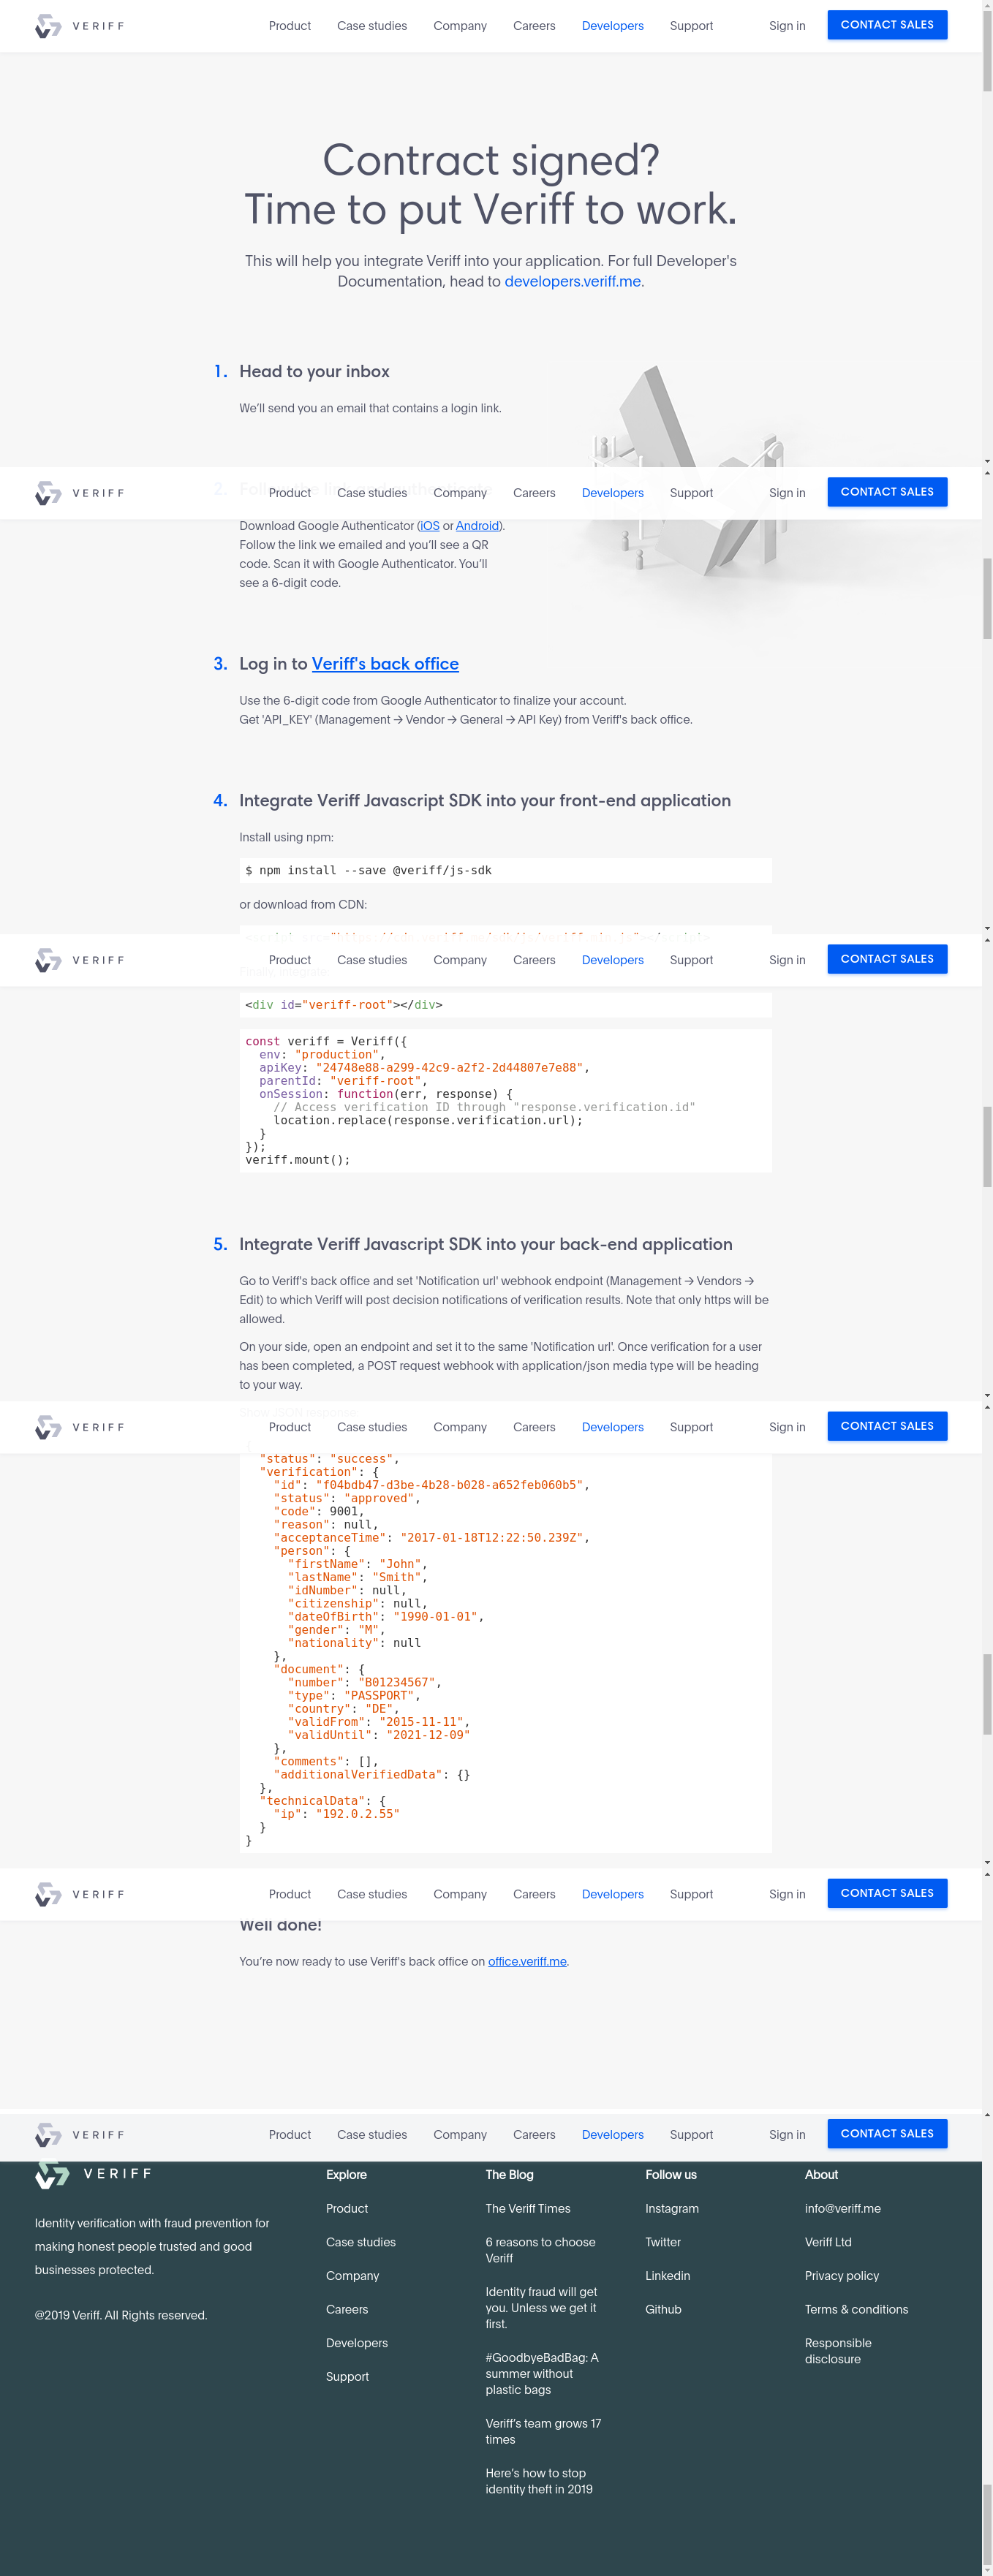 VERIFF
Product Case studies Company Careers Developers Support Sign in CONTACT SALES
Contract signed?
Time to put Veriff to work.
This will help you integrate Veriff into your application. For full Developer's
Documentation, head to developers.veriff.me.
1. Head to your inbox
We’ll send you an email that contains a login link.
VERIFF
Product Case studies Company Careers Developers Support Sign in CONTACT SALES
2.
Download Google Authenticator (iOS or Android).
Follow the link we emailed and you’ll see a QR
code. Scan it with Google Authenticator. You’ll
see a 6-digit code.
3. Log in to Veriff's back office
Use the 6-digit code from Google Authenticator to finalize your account.
Get 'API_KEY' (Management → Vendor → General → API Key) from Veriff's back office.
4. Integrate Veriff Javascript SDK into your front-end application
Install using npm:
$ npm install --save @veriff/js-sdk
or download from CDN:
VERIFF
Product Case studies Company Careers Developers Support Sign in CONTACT SALES
<div id="veriff-root"></div>
const veriff = Veriff({
env: "production",
apiKey: "24748e88-a299-42c9-a2f2-2d44807e7e88",
parentId: "veriff-root",
onSession: function(err, response) {
// Access verification ID through "response.verification.id"
location.replace(response.verification.url);
}
});
veriff.mount();
5. Integrate Veriff Javascript SDK into your back-end application
Go to Veriff's back office and set 'Notification url' webhook endpoint (Management → Vendors →
Edit) to which Veriff will post decision notifications of verification results. Note that only https will be
allowed.
On your side, open an endpoint and set it to the same 'Notification url'. Once verification for a user
has been completed, a POST request webhook with application/json media type will be heading
to your way.
VERIFF
Product Case studies Company Careers Developers Support Sign in CONTACT SALES
"status": "success",
"verification": {
"id": "f04bdb47-d3be-4b28-b028-a652feb060b5",
"status": "approved",
"code": 9001,
"reason": null,
"acceptanceTime": "2017-01-18T12:22:50.239Z",
"person": {
"firstName": "John",
"lastName": "Smith",
"idNumber": null,
"citizenship": null,
"dateOfBirth": "1990-01-01",
"gender": "M",
"nationality": null
},
"document": {
"number": "B01234567",
"type": "PASSPORT",
"country": "DE",
"validFrom": "2015-11-11",
"validUntil": "2021-12-09"
},
"comments": [],
"additionalVerifiedData": {}
},
"technicalData": {
"ip": "192.0.2.55"
}
}
VERIFF
Product Case studies Company Careers Developers Support Sign in CONTACT SALES
Well done!
You’re now ready to use Veriff's back office on office.veriff.me.
VERIFF
Product Case studies Company Careers Developers Support Sign in CONTACT SALES
VERIFF
Identity verification with fraud prevention for
making honest people trusted and good
businesses protected.
@2019 Veriff. All Rights reserved.
Explore
Product
Case studies
Company
Careers
Developers
Support
The Blog
The Veriff Times
6 reasons to choose
Veriff
Identity fraud will get
you. Unless we get it
first.
#GoodbyeBadBag: A
summer without
plastic bags
Veriff's team grows 17
times
Here’s how to stop
identity theft in 2019
Follow us
Instagram
Twitter
Linkedin
Github
About
info@veriff.me
Veriff Ltd
Privacy policy
Terms & conditions
Responsible
disclosure